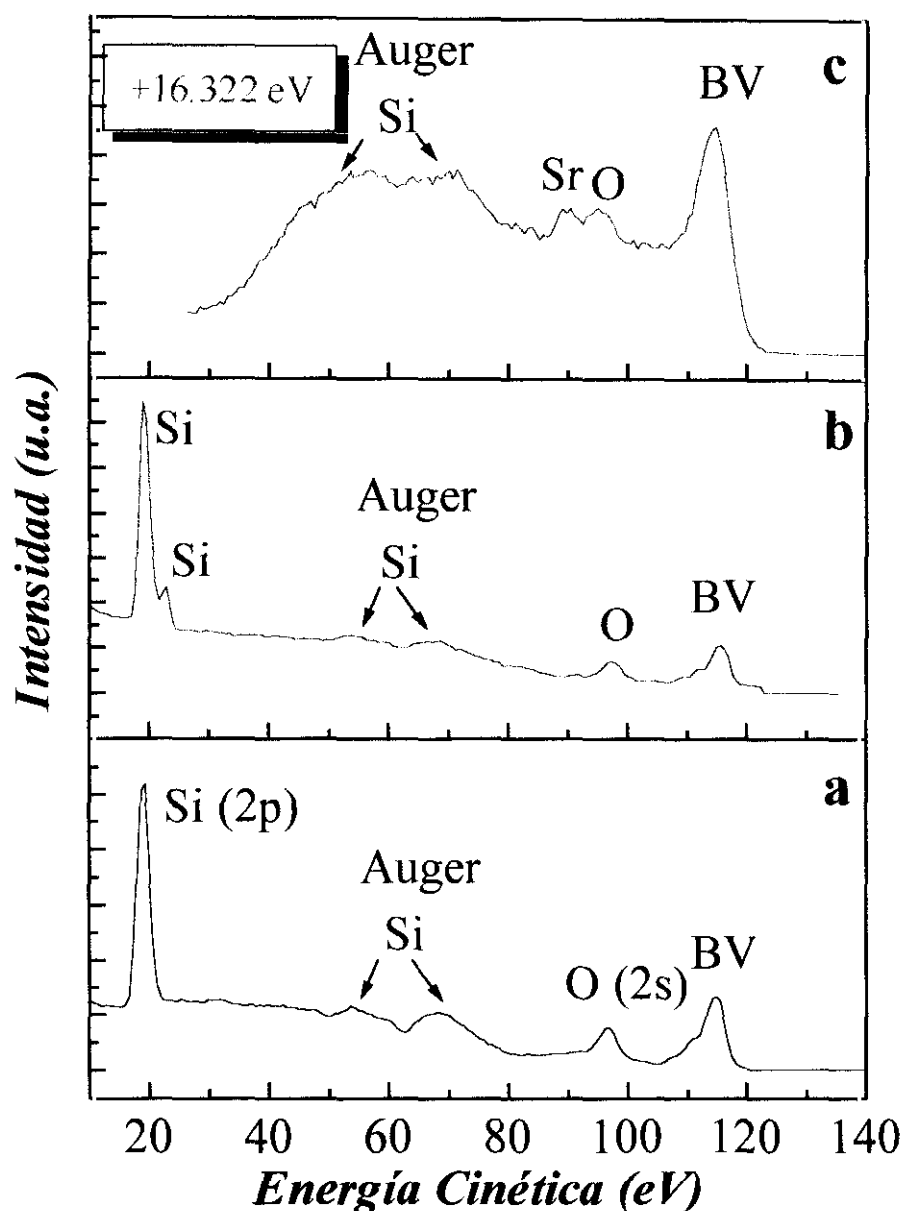 +16.322 eV
Auger
Si
Sr
O
BV
c
Si
Si
Auger
Si
O
BV
b
Si (2p)
Auger
Si
O (2s)
BV
a
20 40 60 80 100 120 140
Energía Cinética (eV)
Intensidad (u.a.)